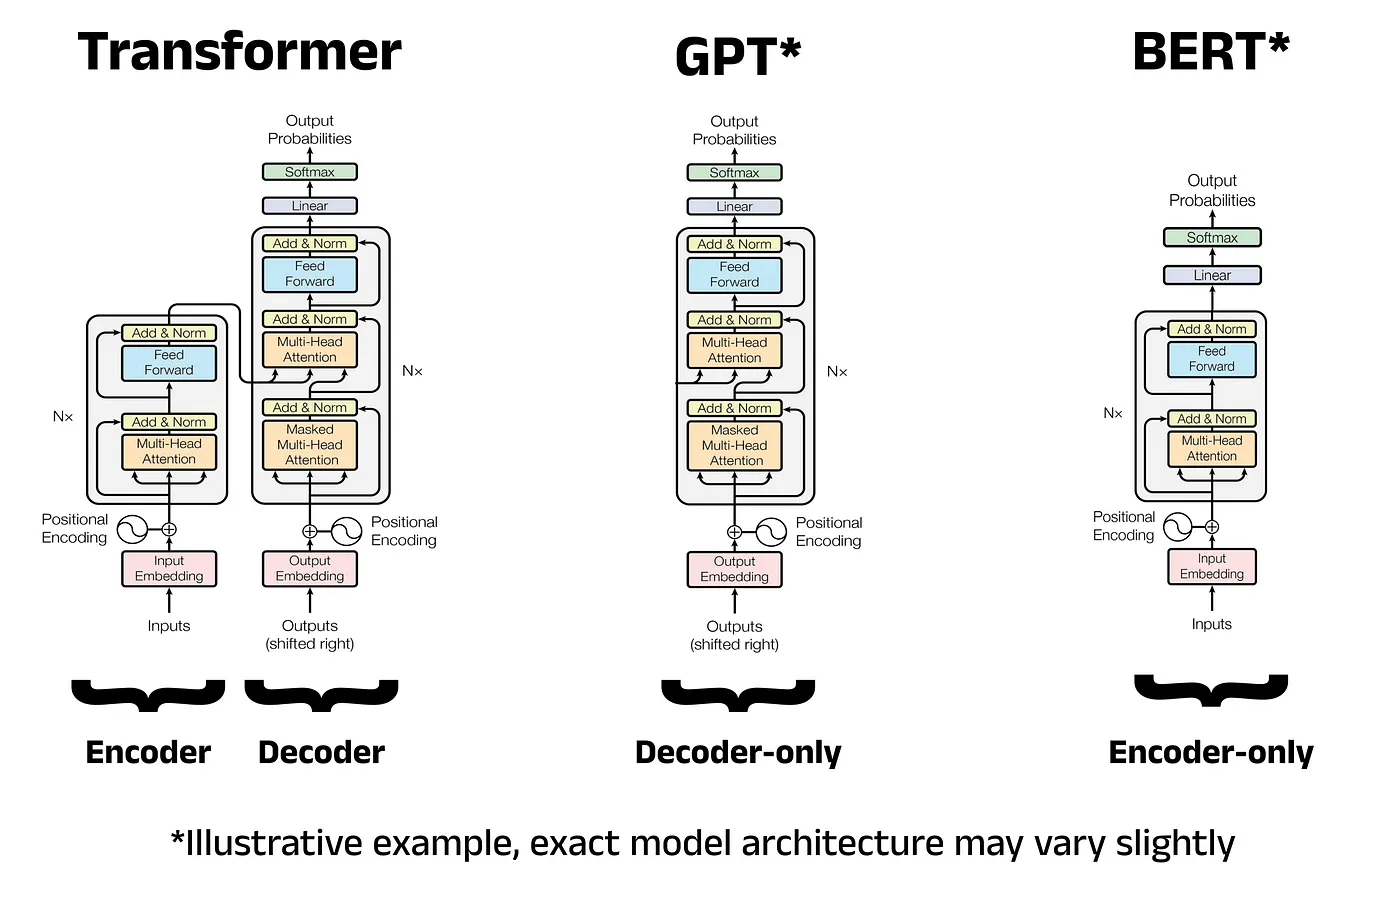 Transformer
Output
Probabilities
Softmax
Linear
Add & Norm
Feed
Forward
Add & Norm
Multi-Head
Attention
Add & Norm
Masked
Multi-Head
Attention
Nx
Positional
Encoding
Output
Embedding
Outputs
(shifted right)
Add & Norm
Feed
Forward
Add & Norm
Multi-Head
Attention
Nx
Positional
Encoding
Input
Embedding
Inputs
Encoder
Decoder
GPT*
Output
Probabilities
Softmax
Linear
Add & Norm
Feed
Forward
Add & Norm
Multi-Head
Attention
Add & Norm
Masked
Multi-Head
Attention
Nx
Positional
Encoding
Output
Embedding
Outputs
(shifted right)
Decoder-only
BERT*
Output
Probabilities
Softmax
Linear
Add & Norm
Feed
Forward
Add & Norm
Multi-Head
Attention
Nx
Positional
Encoding
Input
Embedding
Inputs
Encoder-only
*Illustrative example, exact model architecture may vary slightly